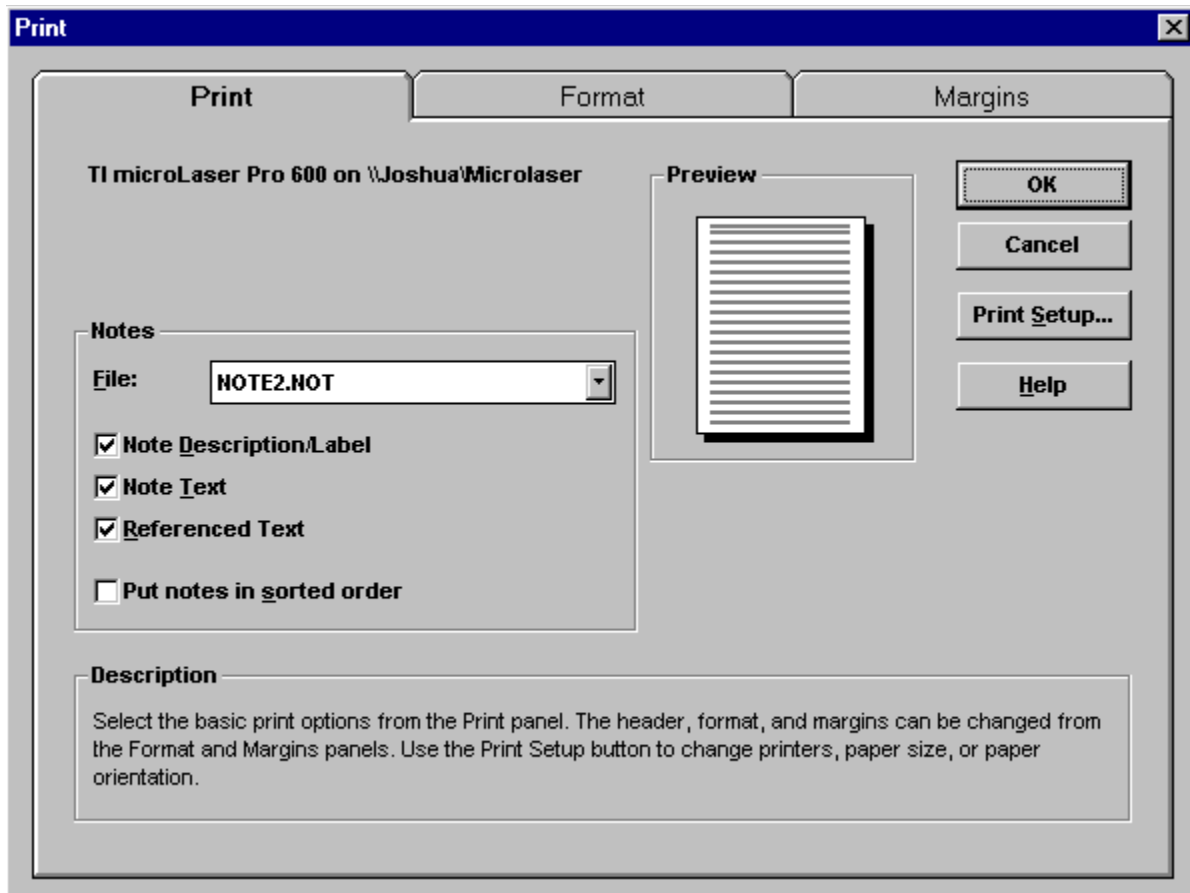 Print
Print
Format
Margins
TI microLaser Pro 600 on \\Joshua\Microlaser
Preview
OK
Cancel
Print Setup...
Help
Notes
File:
NOTE2.NOT
Note Description/Label
Note Text
Referenced Text
Put notes in sorted order
Description
Select the basic print options from the Print panel. The header, format, and margins can be changed from
the Format and Margins panels. Use the Print Setup button to change printers, paper size, or paper
orientation.